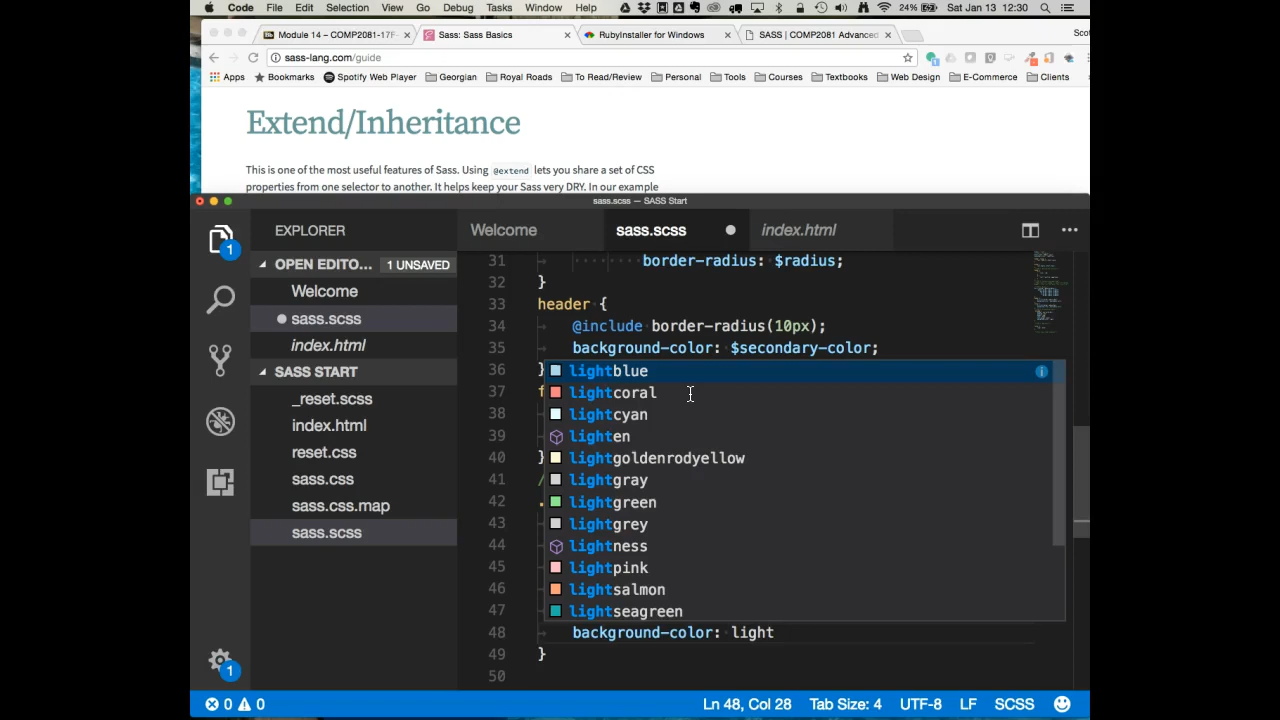 Code File Edit Selection View Go Debug Tasks Window Help 24% Sat Jan 13 12:30
Module 14 – COMP2081-17F- × Sass: Sass Basics × RubyInstaller for Windows × SASS | COMP2081 Advanced × Scot
sass-lang.com/guide
Apps Bookmarks Spotify Web Player Georgian Royal Roads To Read/Review Personal Tools Courses Textbooks Web Design E-Commerce Clients
Extend/Inheritance
This is one of the most useful features of Sass. Using @extend lets you share a set of CSS
properties from one selector to another. It helps keep your Sass very DRY. In our example
sass.scss — SASS Start
EXPLORER Welcome sass.scss index.html
OPEN EDITO... 1 UNSAVED
Welcome
sass.scss
index.html
SASS START
_reset.scss
index.html
reset.css
sass.css
sass.css.map
sass.scss
1
1
31 border-radius: $radius;
32 }
33 header {
34 @include border-radius(10px);
35 background-color: $secondary-color;
36 } lightblue
37 f lightcoral
38 lightcyan
39 lighten
40 } lightgoldenrodyellow
41 / lightgray
42 . lightgreen
43 lightgrey
44 lightness
45 lightpink
46 lightsalmon
47 lightseagreen
48 background-color: light
49 }
50
0 0 Ln 48, Col 28 Tab Size: 4 UTF-8 LF SCSS